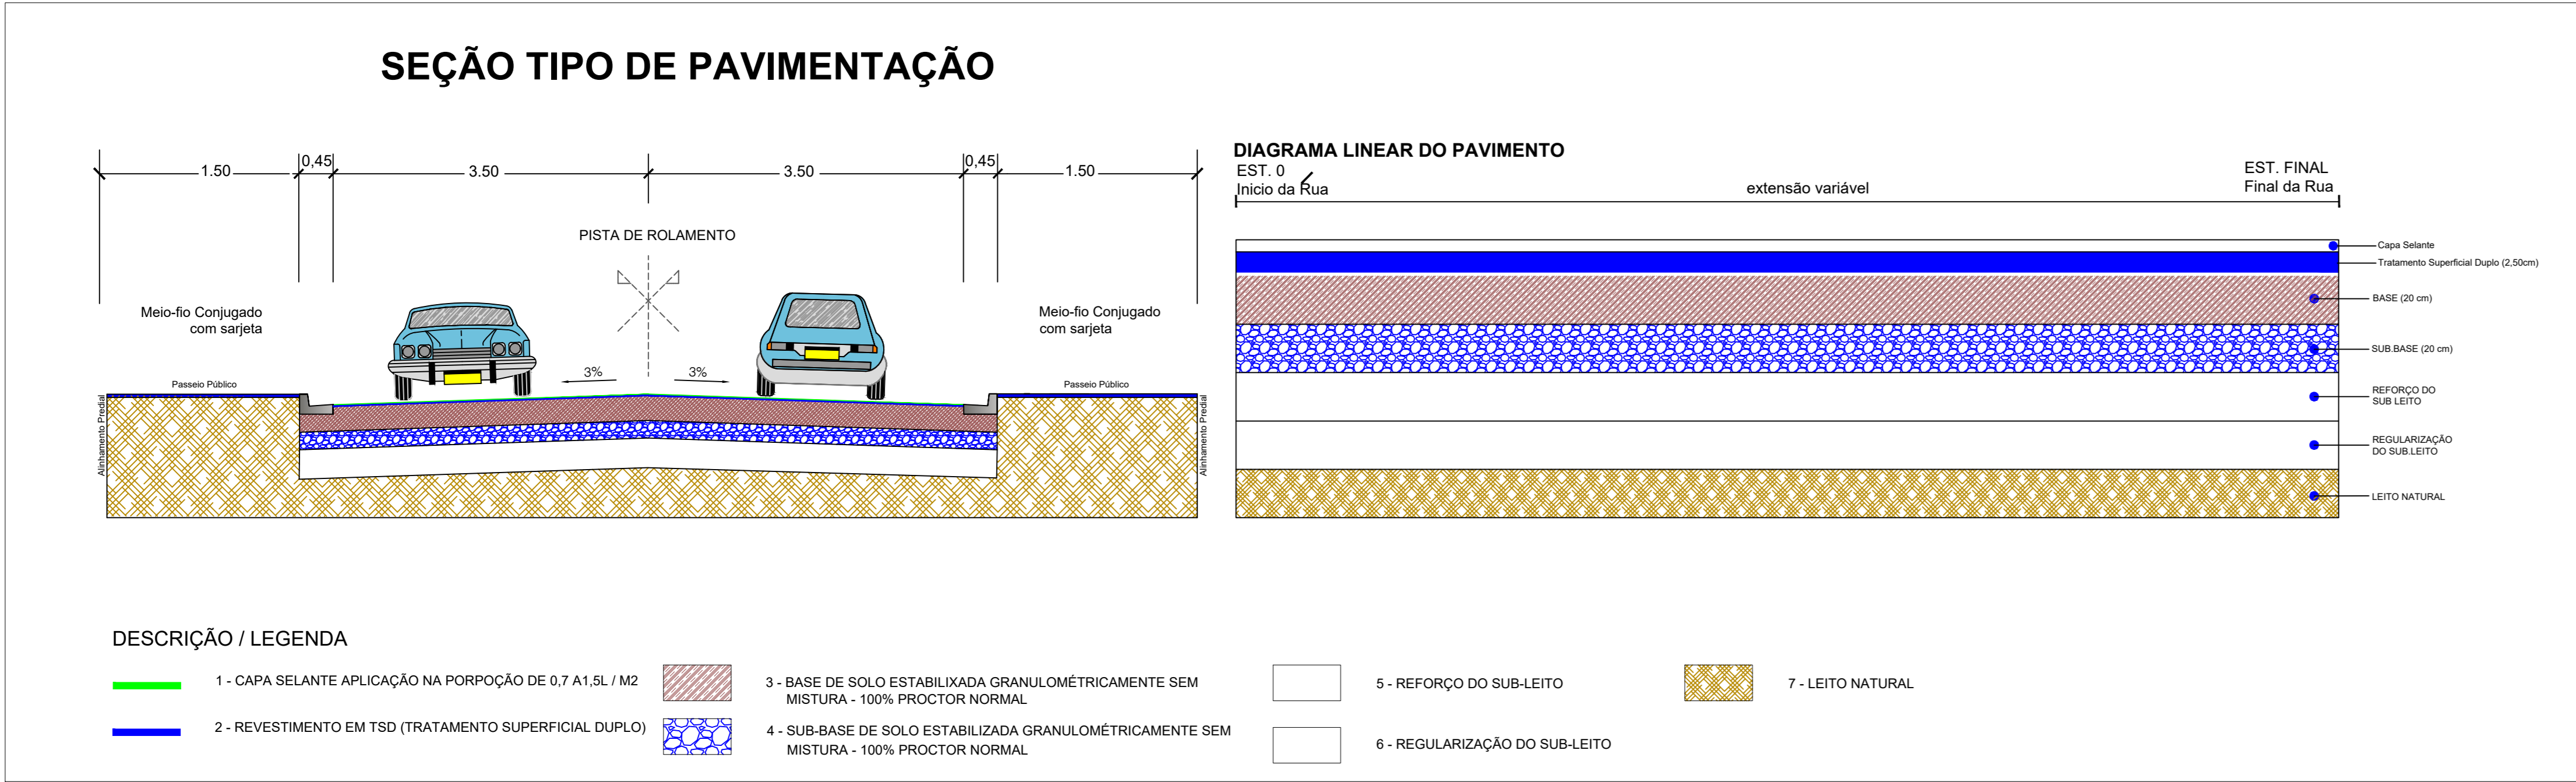 SEÇÃO TIPO DE PAVIMENTAÇÃO
1.50
0,45
3.50
3.50
0,45
1.50
PISTA DE ROLAMENTO
Meio-fio Conjugado
com sarjeta
Meio-fio Conjugado
com sarjeta
3%
3%
Passeio Público
Passeio Público
Alinhamento Predial
Alinhamento Predial
DIAGRAMA LINEAR DO PAVIMENTO
EST. 0
Inicio da Rua
extensão variável
EST. FINAL
Final da Rua
Capa Selante
Tratamento Superficial Duplo (2,50cm)
BASE (20 cm)
SUB.BASE (20 cm)
REFORÇO DO
SUB LEITO
REGULARIZAÇÃO
DO SUB.LEITO
LEITO NATURAL
DESCRIÇÃO / LEGENDA
1 - CAPA SELANTE APLICAÇÃO NA PORPOÇÃO DE 0,7 A1,5L / M2
2 - REVESTIMENTO EM TSD (TRATAMENTO SUPERFICIAL DUPLO)
3 - BASE DE SOLO ESTABILIXADA GRANULOMÉTRICAMENTE SEM
MISTURA - 100% PROCTOR NORMAL
4 - SUB-BASE DE SOLO ESTABILIZADA GRANULOMÉTRICAMENTE SEM
MISTURA - 100% PROCTOR NORMAL
5 - REFORÇO DO SUB-LEITO
6 - REGULARIZAÇÃO DO SUB-LEITO
7 - LEITO NATURAL